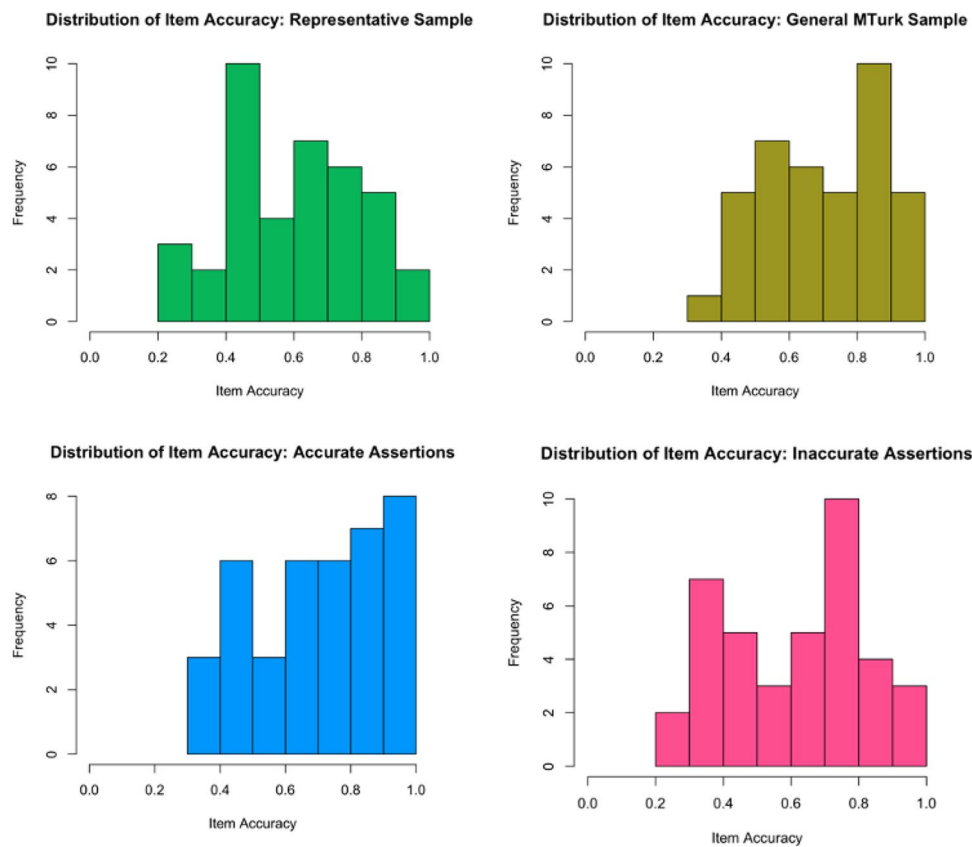 Distribution of Item Accuracy: Representative Sample
10
8
6
4
2
0
Frequency
0.0 0.2 0.4 0.6 0.8 1.0
Item Accuracy
Distribution of Item Accuracy: General MTurk Sample
10
8
6
4
2
0
Frequency
0.0 0.2 0.4 0.6 0.8 1.0
Item Accuracy
Distribution of Item Accuracy: Accurate Assertions
8
6
4
2
0
Frequency
0.0 0.2 0.4 0.6 0.8 1.0
Item Accuracy
Distribution of Item Accuracy: Inaccurate Assertions
10
8
6
4
2
0
Frequency
0.0 0.2 0.4 0.6 0.8 1.0
Item Accuracy